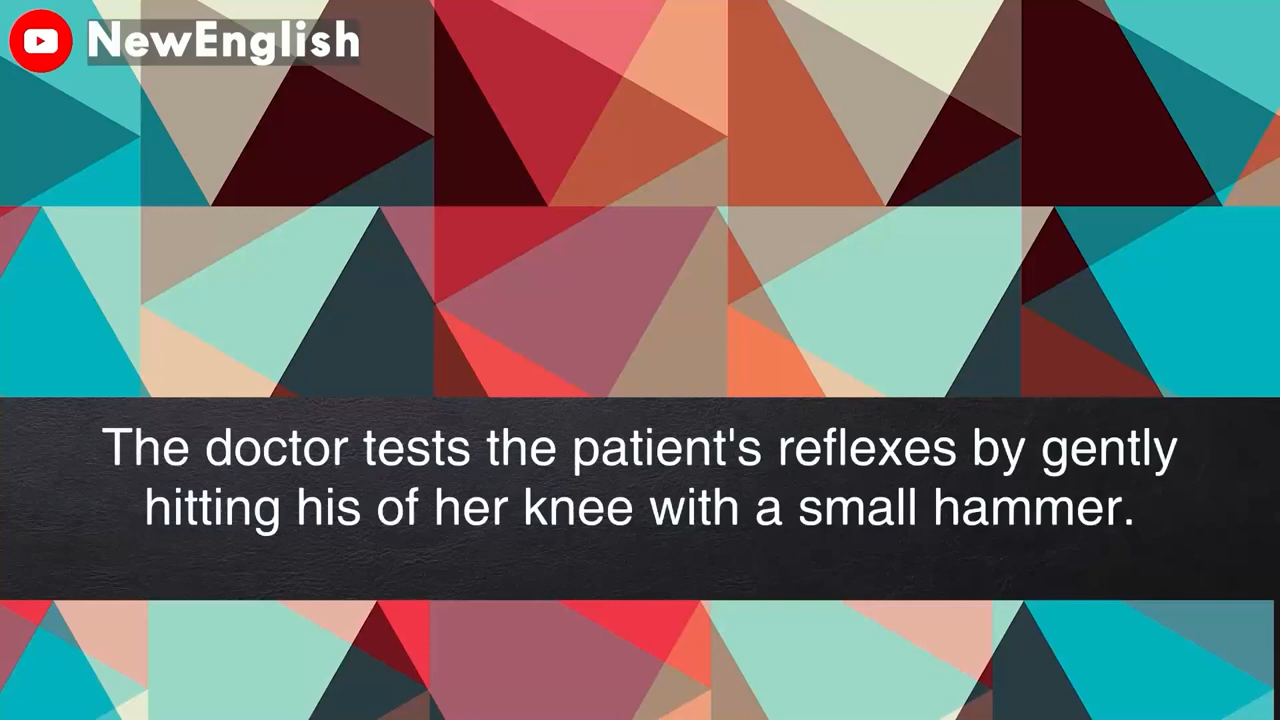 NewEnglish
The doctor tests the patient's reflexes by gently
hitting his of her knee with a small hammer.